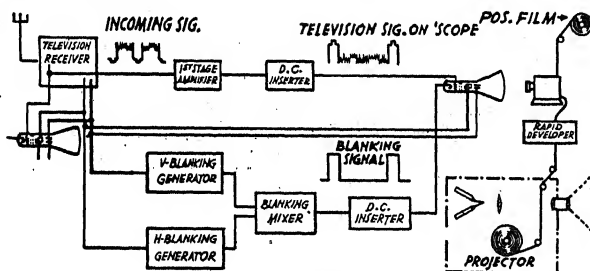 INCOMING SIG.
TELEVISION SIG. ON 'SCOPE
POS. FILM
TELEVISION
RECEIVER
1ST STAGE
AMPLIFIER
D.C.
INSERTER
RAPID
DEVELOPER
BLANKING
SIGNAL
V-BLANKING
GENERATOR
BLANKING
MIXER
D.C.
INSERTER
H-BLANKING
GENERATOR
PROJECTOR